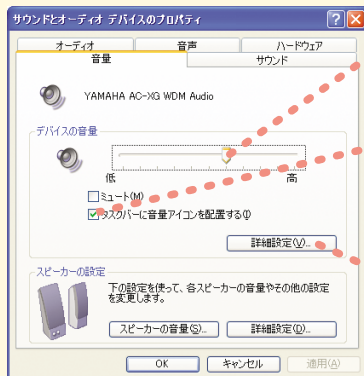 サウンドとオーディオ デバイスのプロパティ
オーディオ 音声 ハードウェア
音量 サウンド
YAMAHA AC-XG WDM Audio
デバイスの音量
低 高
ミュート(M)
タスクバーに音量アイコンを配置する(I)
詳細設定(V)...
スピーカーの設定
下の設定を使って、各スピーカーの音量やその他の設定
を変更します。
スピーカーの音量(S)... 詳細設定(D)...
OK キャンセル 適用(A)